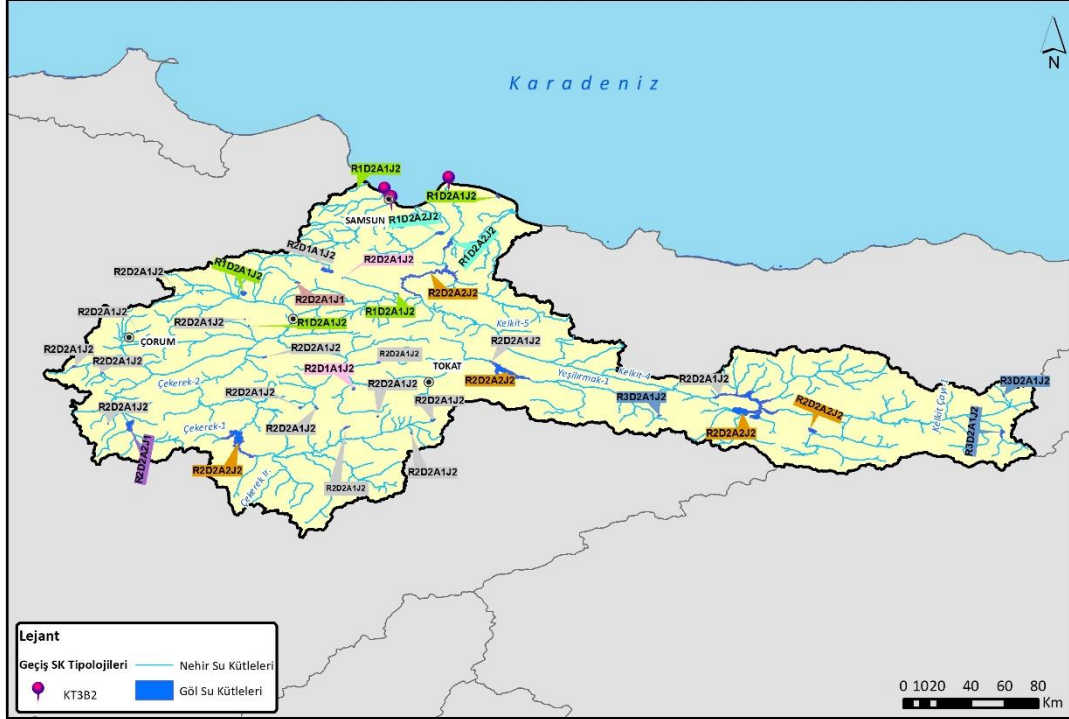 N
Karadeniz
R1D2A1J2
R1D2A1J2
SAMSUN
R1D2A2J2
R1D2A2J2
R2D1A1J2
R2D2A1J2
R2D2A1J2
R1D2A1J2
R2D2A2J2
R2D2A1J1
R2D2A1J2
R1D2A1J2
R2D2A1J2
R1D2A1J2
Kelkit-5
ÇORUM
R2D2A1J2
R2D2A1J2
R2D2A1J2
R2D2A1J2
R2D2A1J2
R2D1A1J2
TOKAT
R2D2A2J2
Yeşilırmak-1
Kelkit-4
R2D2A1J2
R3D2A1J2
Çekerek-2
R2D2A1J2
R2D2A1J2
R2D2A1J2
R3D2A1J2
Kelkit Çayı-1
R2D2A1J2
R2D2A2J2
R3D2A1J2
Çekerek-1
R2D2A1J2
R2D2A2J2
R2D2A2J1
R2D2A2J2
R2D2A1J2
Çekerek Ir.
R2D2A1J2
Lejant
Geçiş SK Tipolojileri
Nehir Su Kütleleri
KT3B2
Göl Su Kütleleri
0 10 20 40 60 80
Km